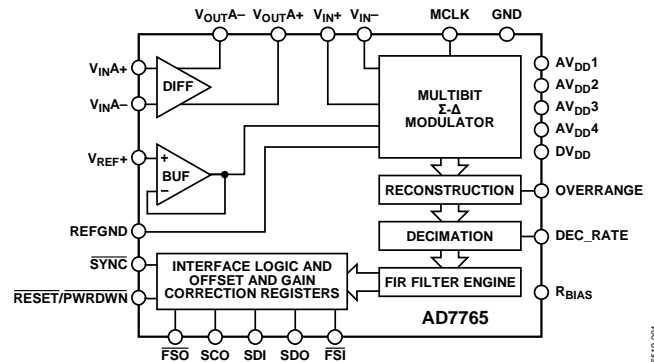 VOUTA– VOUTA+ VIN+ VIN– MCLK GND
VINA+
VINA–
DIFF
VREF+
+
–
BUF
REFGND
SYNC
RESET/PWRDWN
MULTIBIT
Σ-Δ
MODULATOR
RECONSTRUCTION
DECIMATION
FIR FILTER ENGINE
INTERFACE LOGIC AND
OFFSET AND GAIN
CORRECTION REGISTERS
AVDD1
AVDD2
AVDD3
AVDD4
DVDD
OVERRANGE
DEC_RATE
RBIAS
AD7765
FSO SCO SDI SDO FSI